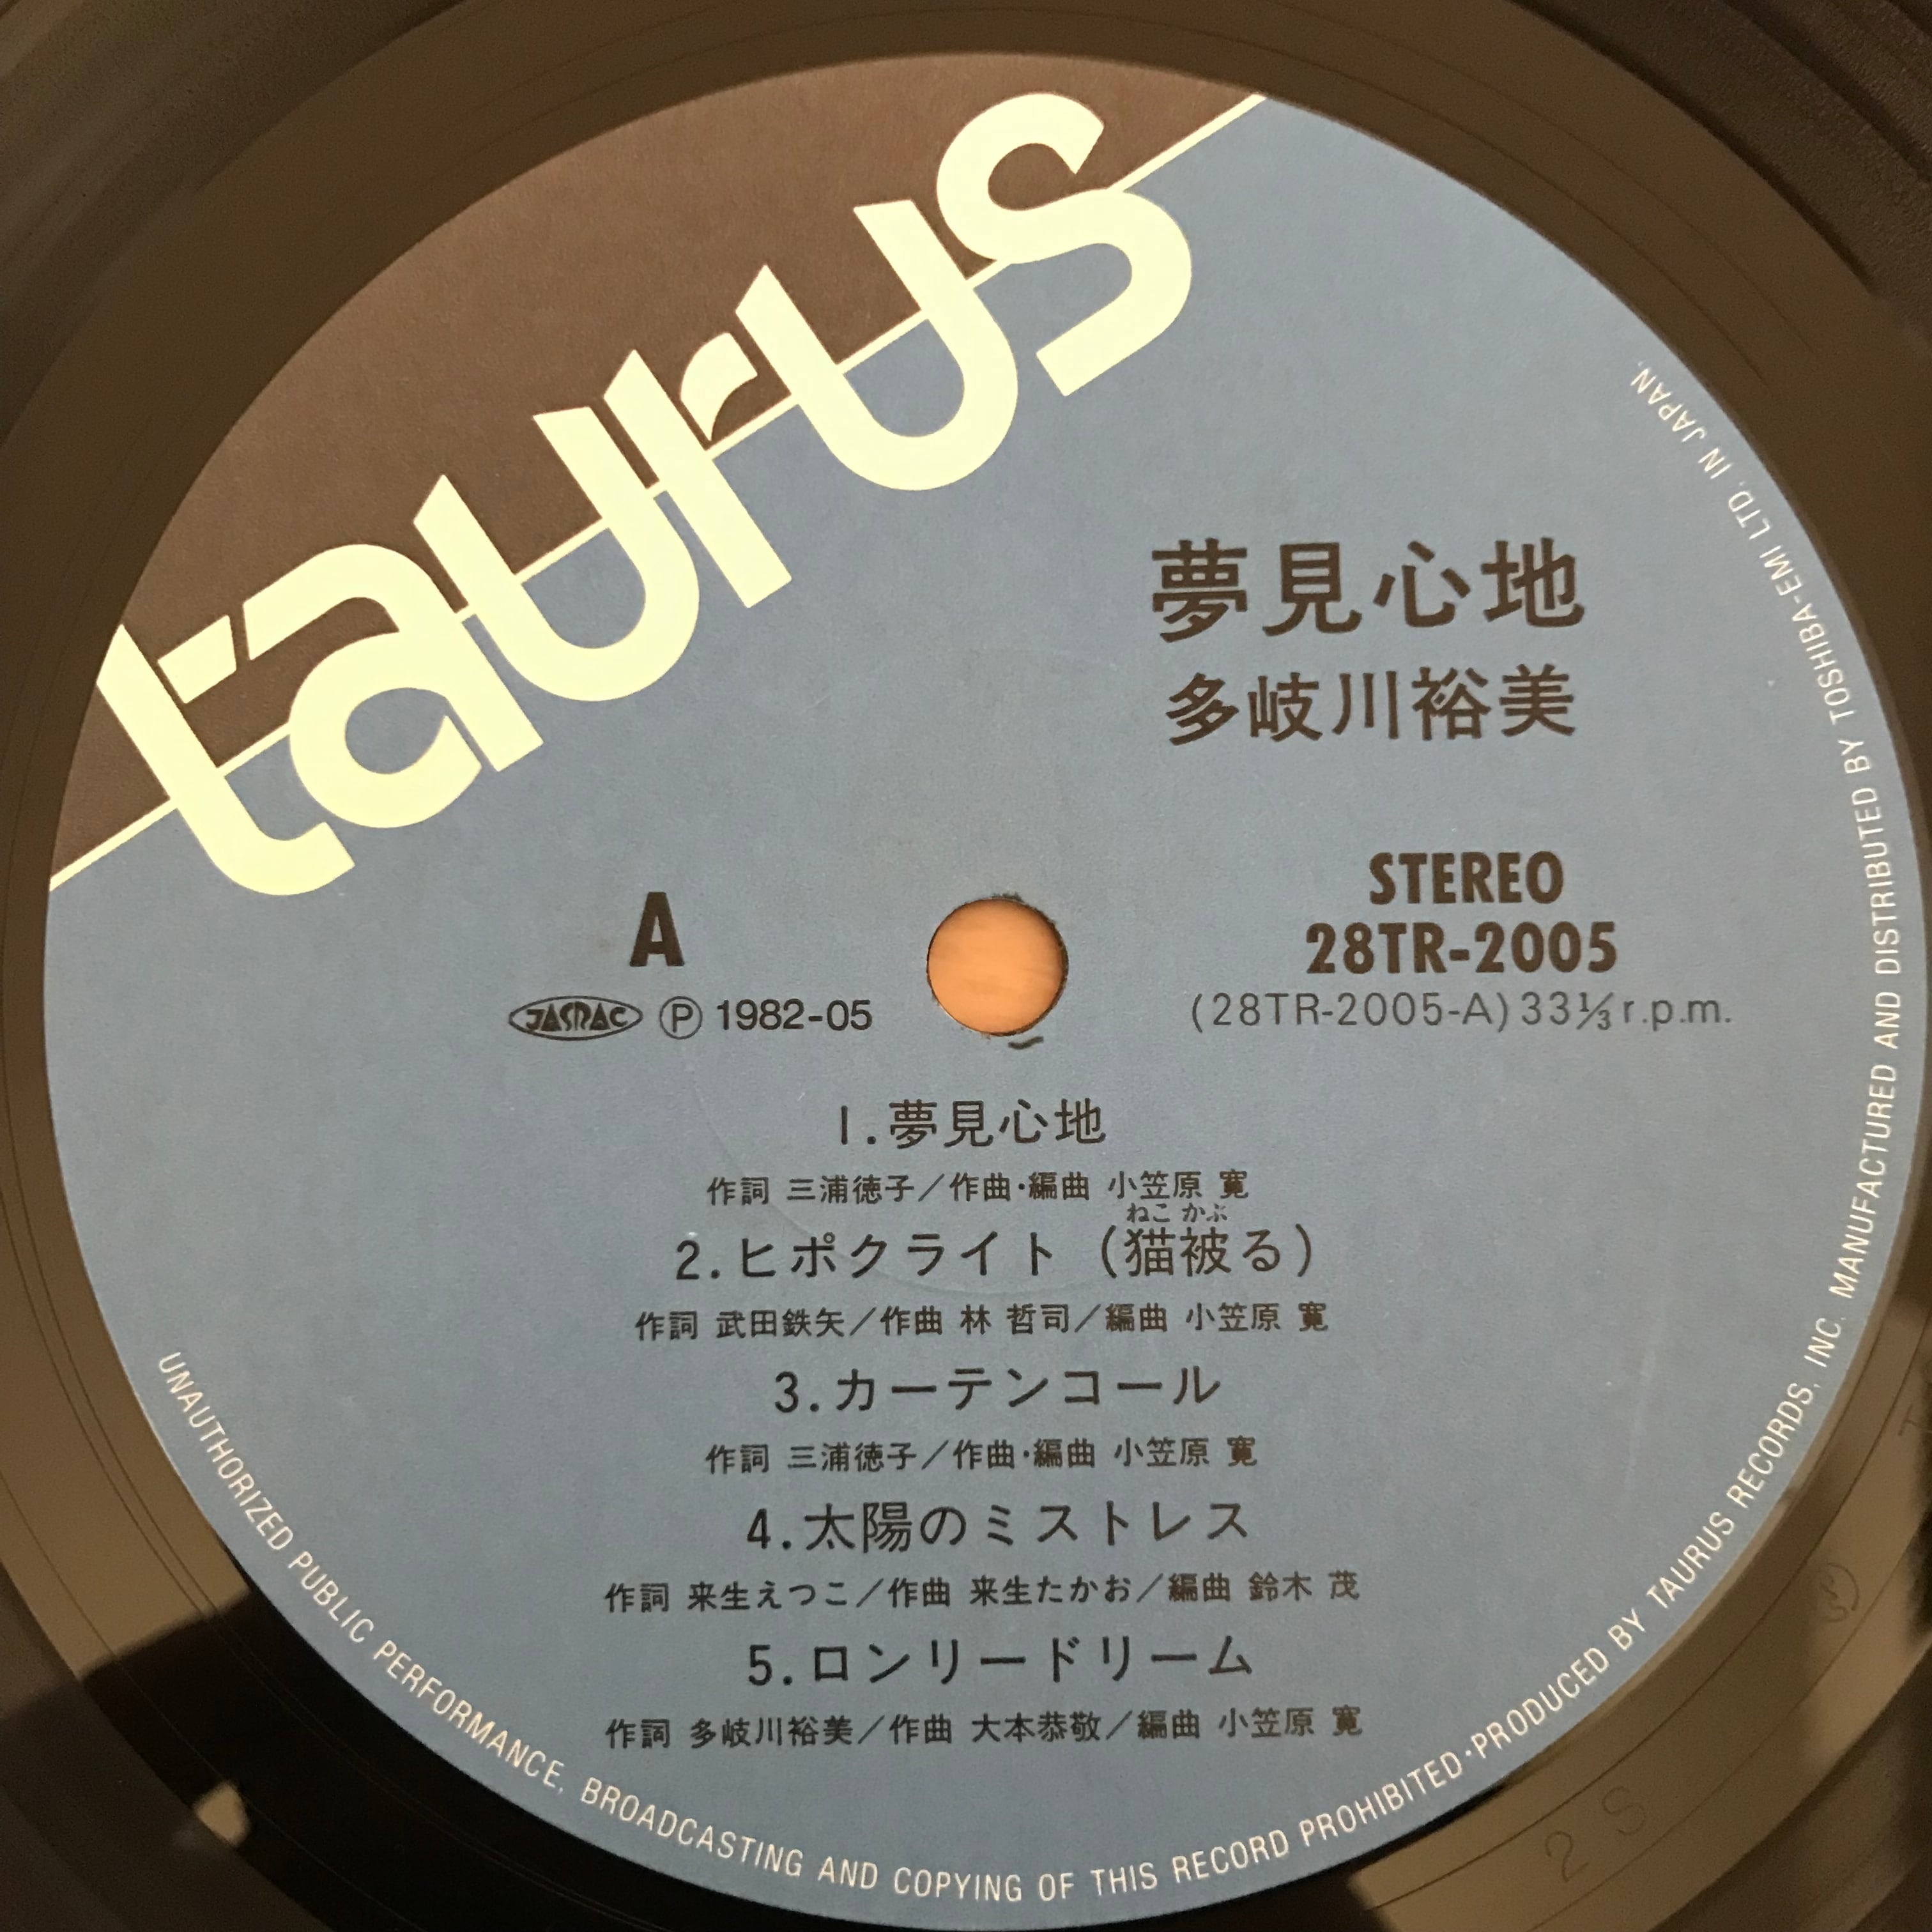 taurus
夢見心地
多岐川裕美
A
JASRAC Ⓟ 1982-05
STEREO
28TR-2005
(28TR-2005-A) 33⅓ r.p.m.
1.夢見心地
作詞 三浦徳子／作曲・編曲 小笠原 寛
ねこ かぶ
2.ヒポクライト（猫被る）
作詞 武田鉄矢／作曲 林 哲司／編曲 小笠原 寛
3.カーテンコール
作詞 三浦徳子／作曲・編曲 小笠原 寛
4.太陽のミストレス
作詞 来生えつこ／作曲 来生たかお／編曲 鈴木 茂
5.ロンリードリーム
作詞 多岐川裕美／作曲 大本恭敬／編曲 小笠原 寛
UNAUTHORIZED PUBLIC PERFORMANCE, BROADCASTING AND COPYING OF THIS RECORD PROHIBITED・PRODUCED BY TAURUS RECORDS, INC. MANUFACTURED AND DISTRIBUTED BY TOSHIBA-EMI LTD. IN JAPAN.
2 S